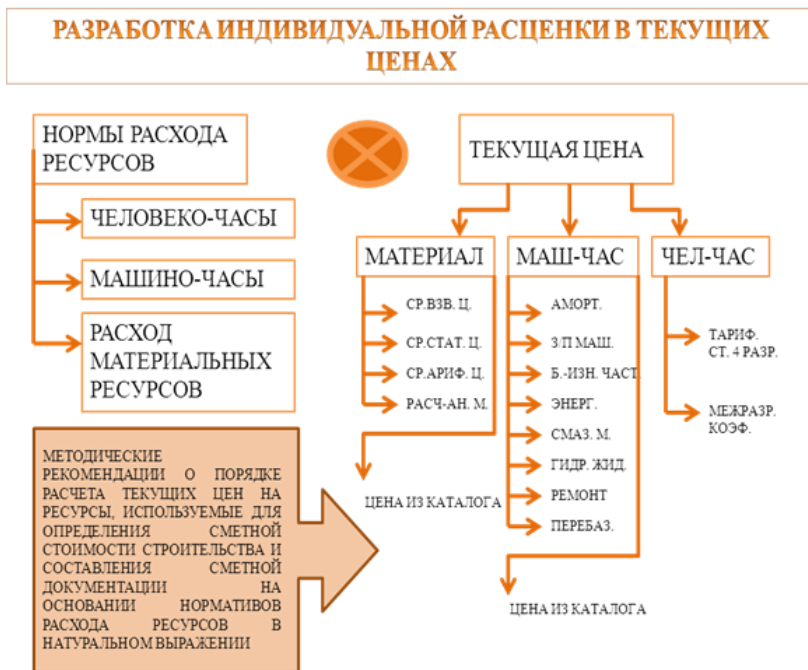 РАЗРАБОТКА ИНДИВИДУАЛЬНОЙ РАСЦЕНКИ В ТЕКУЩИХ
ЦЕНАХ
НОРМЫ РАСХОДА
РЕСУРСОВ
ЧЕЛОВЕКО-ЧАСЫ
МАШИНО-ЧАСЫ
РАСХОД
МАТЕРИАЛЬНЫХ
РЕСУРСОВ
МЕТОДИЧЕСКИЕ
РЕКОМЕНДАЦИИ О ПОРЯДКЕ
РАСЧЕТА ТЕКУЩИХ ЦЕН НА
РЕСУРСЫ, ИСПОЛЬЗУЕМЫЕ ДЛЯ
ОПРЕДЕЛЕНИЯ СМЕТНОЙ
СТОИМОСТИ СТРОИТЕЛЬСТВА И
СОСТАВЛЕНИЯ СМЕТНОЙ
ДОКУМЕНТАЦИИ НА
ОСНОВАНИИ НОРМАТИВОВ
РАСХОДА РЕСУРСОВ В
НАТУРАЛЬНОМ ВЫРАЖЕНИИ
ТЕКУЩАЯ ЦЕНА
МАТЕРИАЛ
СР.ВЗВ. Ц.
СР.СТАТ. Ц.
СР.АРИФ. Ц.
РАСЧ-АН. М.
ЦЕНА ИЗ КАТАЛОГА
МАШ-ЧАС
АМОРТ.
З/П МАШ.
Б.-ИЗН. ЧАСТ.
ЭНЕРГ.
СМАЗ. М.
ГИДР. ЖИД.
РЕМОНТ
ПЕРЕБАЗ.
ЦЕНА ИЗ КАТАЛОГА
ЧЕЛ-ЧАС
ТАРИФ.
СТ. 4 РАЗР.
МЕЖРАЗР.
КОЭФ.